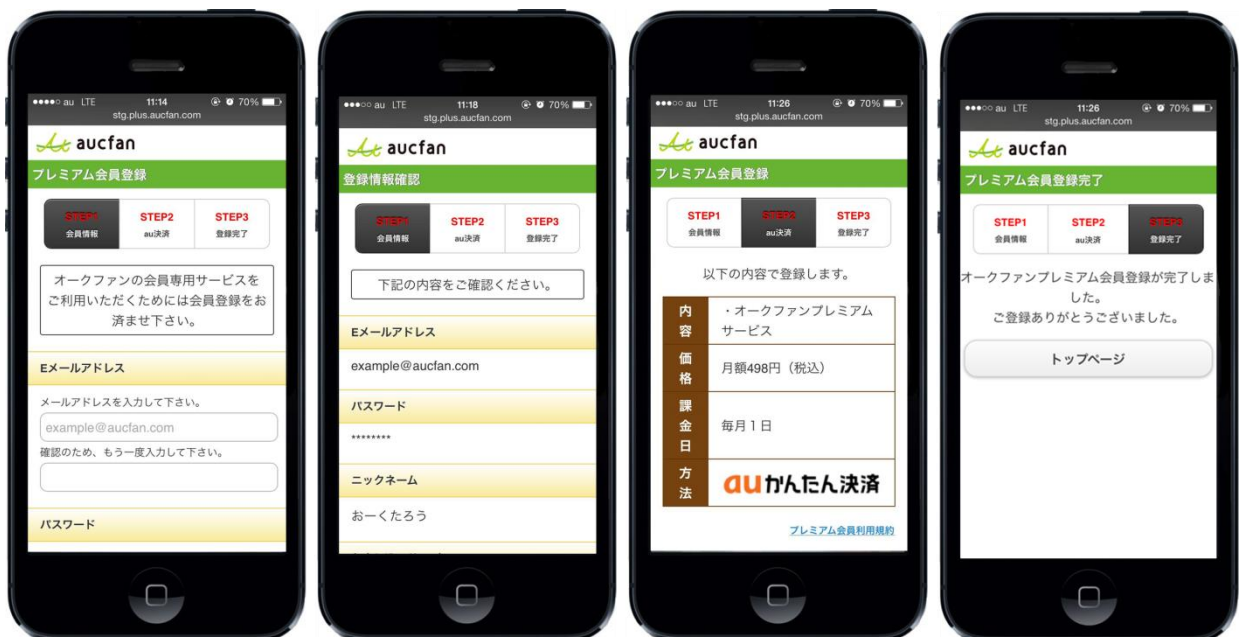 au LTE 11:14 70%
stg.plus.aucfan.com
aucfan
プレミアム会員登録
STEP1 STEP2 STEP3
会員情報 au決済 登録完了
オークファンの会員専用サービスを
ご利用いただくためには会員登録をお
済ませ下さい。
Eメールアドレス
メールアドレスを入力して下さい。
example@aucfan.com
確認のため、もう一度入力して下さい。
パスワード
au LTE 11:18 70%
stg.plus.aucfan.com
aucfan
登録情報確認
STEP1 STEP2 STEP3
会員情報 au決済 登録完了
下記の内容をご確認ください。
Eメールアドレス
example@aucfan.com
パスワード
********
ニックネーム
おーくたろう
au LTE 11:26 70%
stg.plus.aucfan.com
aucfan
プレミアム会員登録
STEP1 STEP2 STEP3
会員情報 au決済 登録完了
以下の内容で登録します。
内容 ・オークファンプレミアム
サービス
価格 月額498円（税込）
課金日 毎月1日
方法 auかんたん決済
プレミアム会員利用規約
au LTE 11:26 70%
stg.plus.aucfan.com
aucfan
プレミアム会員登録完了
STEP1 STEP2 STEP3
会員情報 au決済 登録完了
オークファンプレミアム会員登録が完了しま
した。
ご登録ありがとうございました。
トップページ